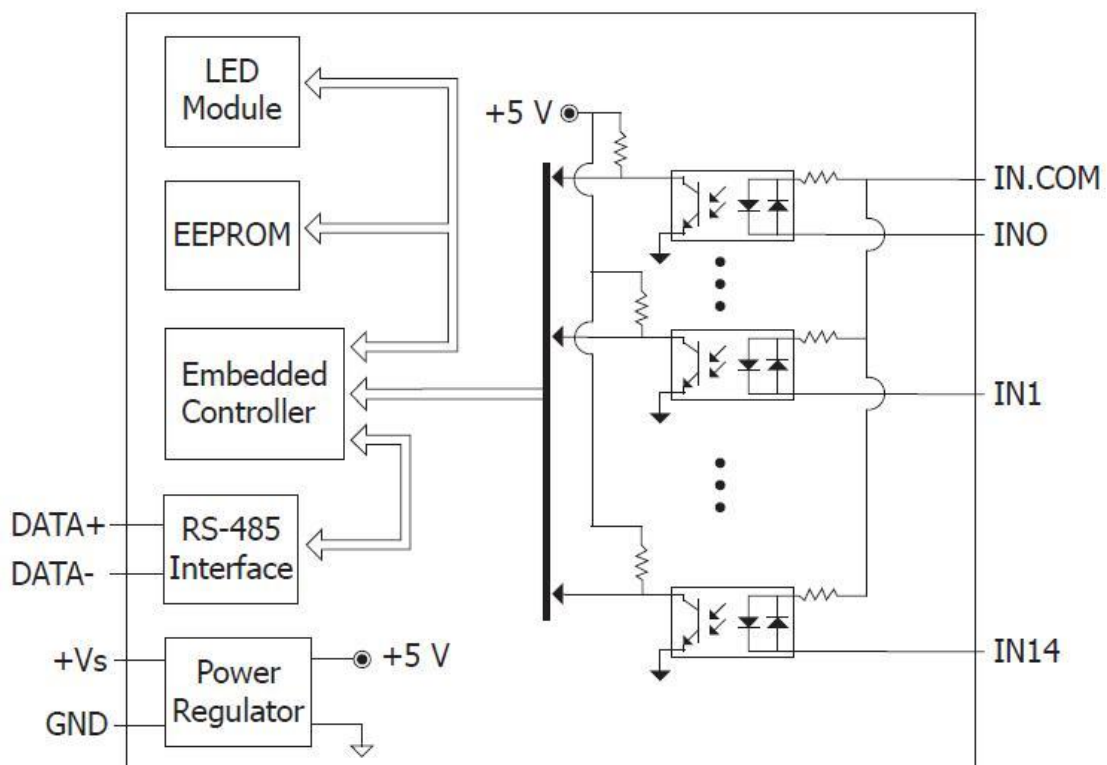 LED
Module
+5 V
IN.COM
INO
EEPROM
Embedded
Controller
IN1
DATA+
DATA-
RS-485
Interface
+Vs
GND
Power
Regulator
+5 V
IN14